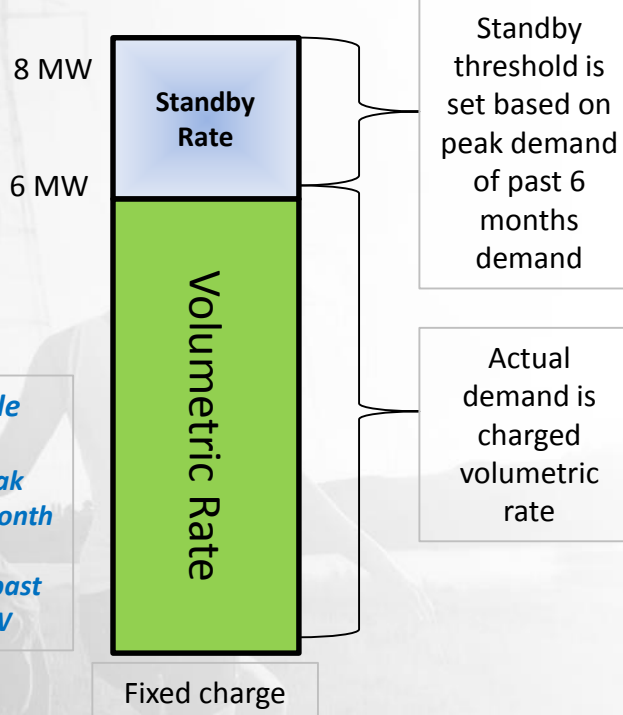 8 MW
6 MW
Standby
Rate
Volumetric Rate
Standby
threshold is
set based on
peak demand
of past 6
months
demand
Actual
demand is
charged
volumetric
rate
Fixed charge
past